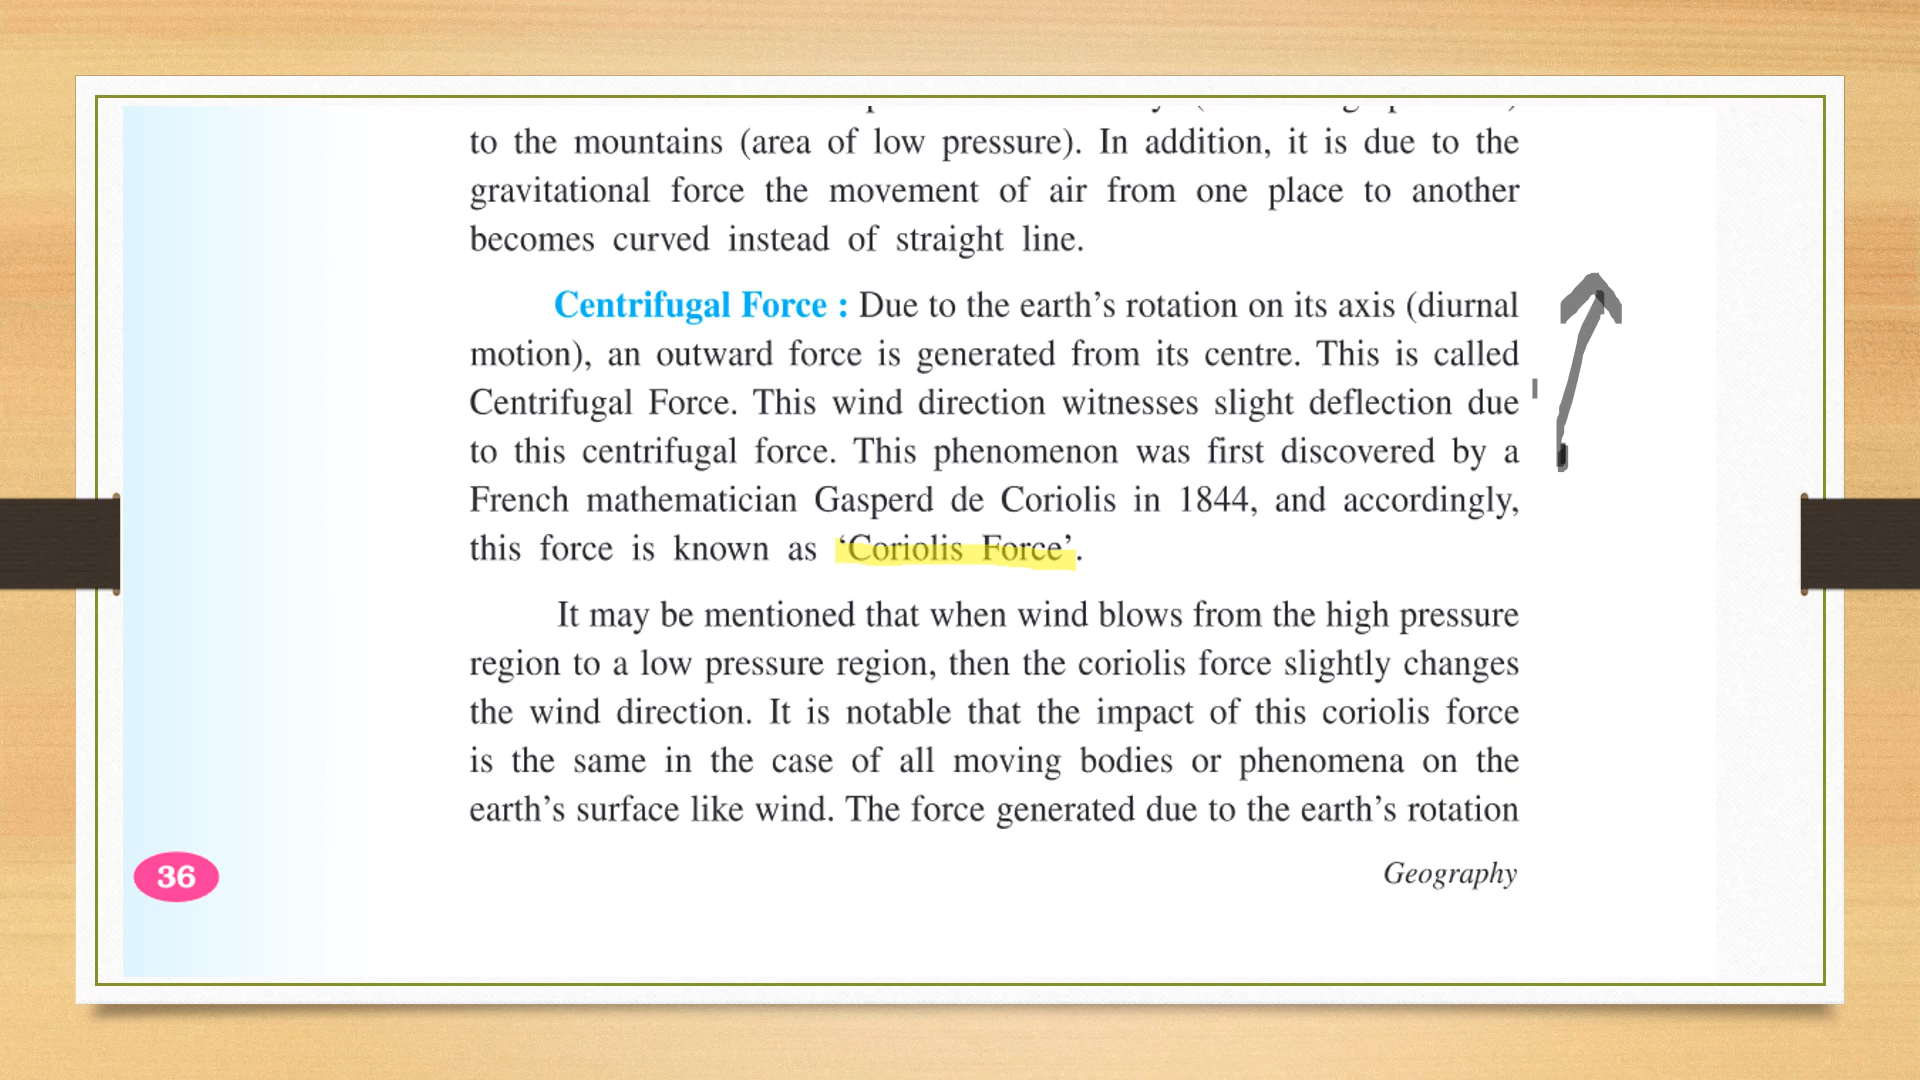 to the mountains (area of low pressure). In addition, it is due to the
gravitational force the movement of air from one place to another
becomes curved instead of straight line.
Centrifugal Force : Due to the earth’s rotation on its axis (diurnal
motion), an outward force is generated from its centre. This is called
Centrifugal Force. This wind direction witnesses slight deflection due
to this centrifugal force. This phenomenon was first discovered by a
French mathematician Gasperd de Coriolis in 1844, and accordingly,
this force is known as ‘Coriolis Force’.
It may be mentioned that when wind blows from the high pressure
region to a low pressure region, then the coriolis force slightly changes
the wind direction. It is notable that the impact of this coriolis force
is the same in the case of all moving bodies or phenomena on the
earth’s surface like wind. The force generated due to the earth’s rotation
36
Geography